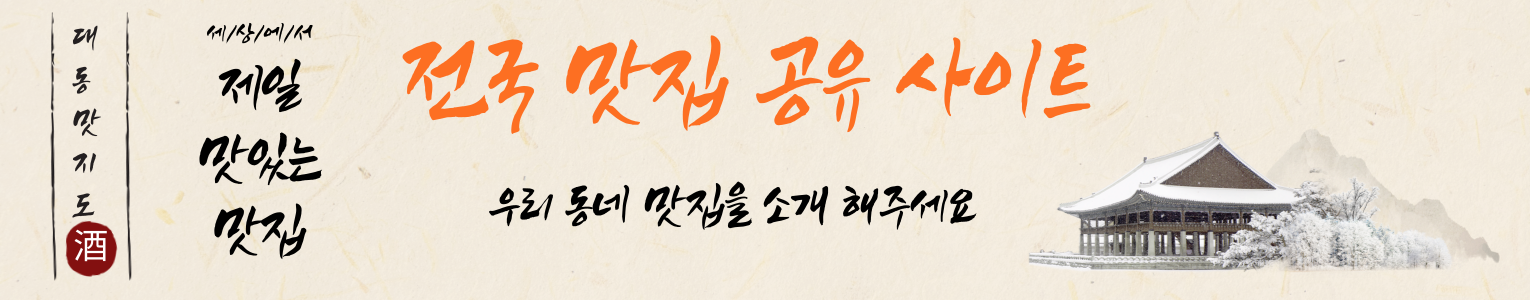 대동맛지도
酒
세/상/에/서
제일
맛있는
맛집
전국 맛집 공유 사이트
우리 동네 맛집을 소개 해주세요